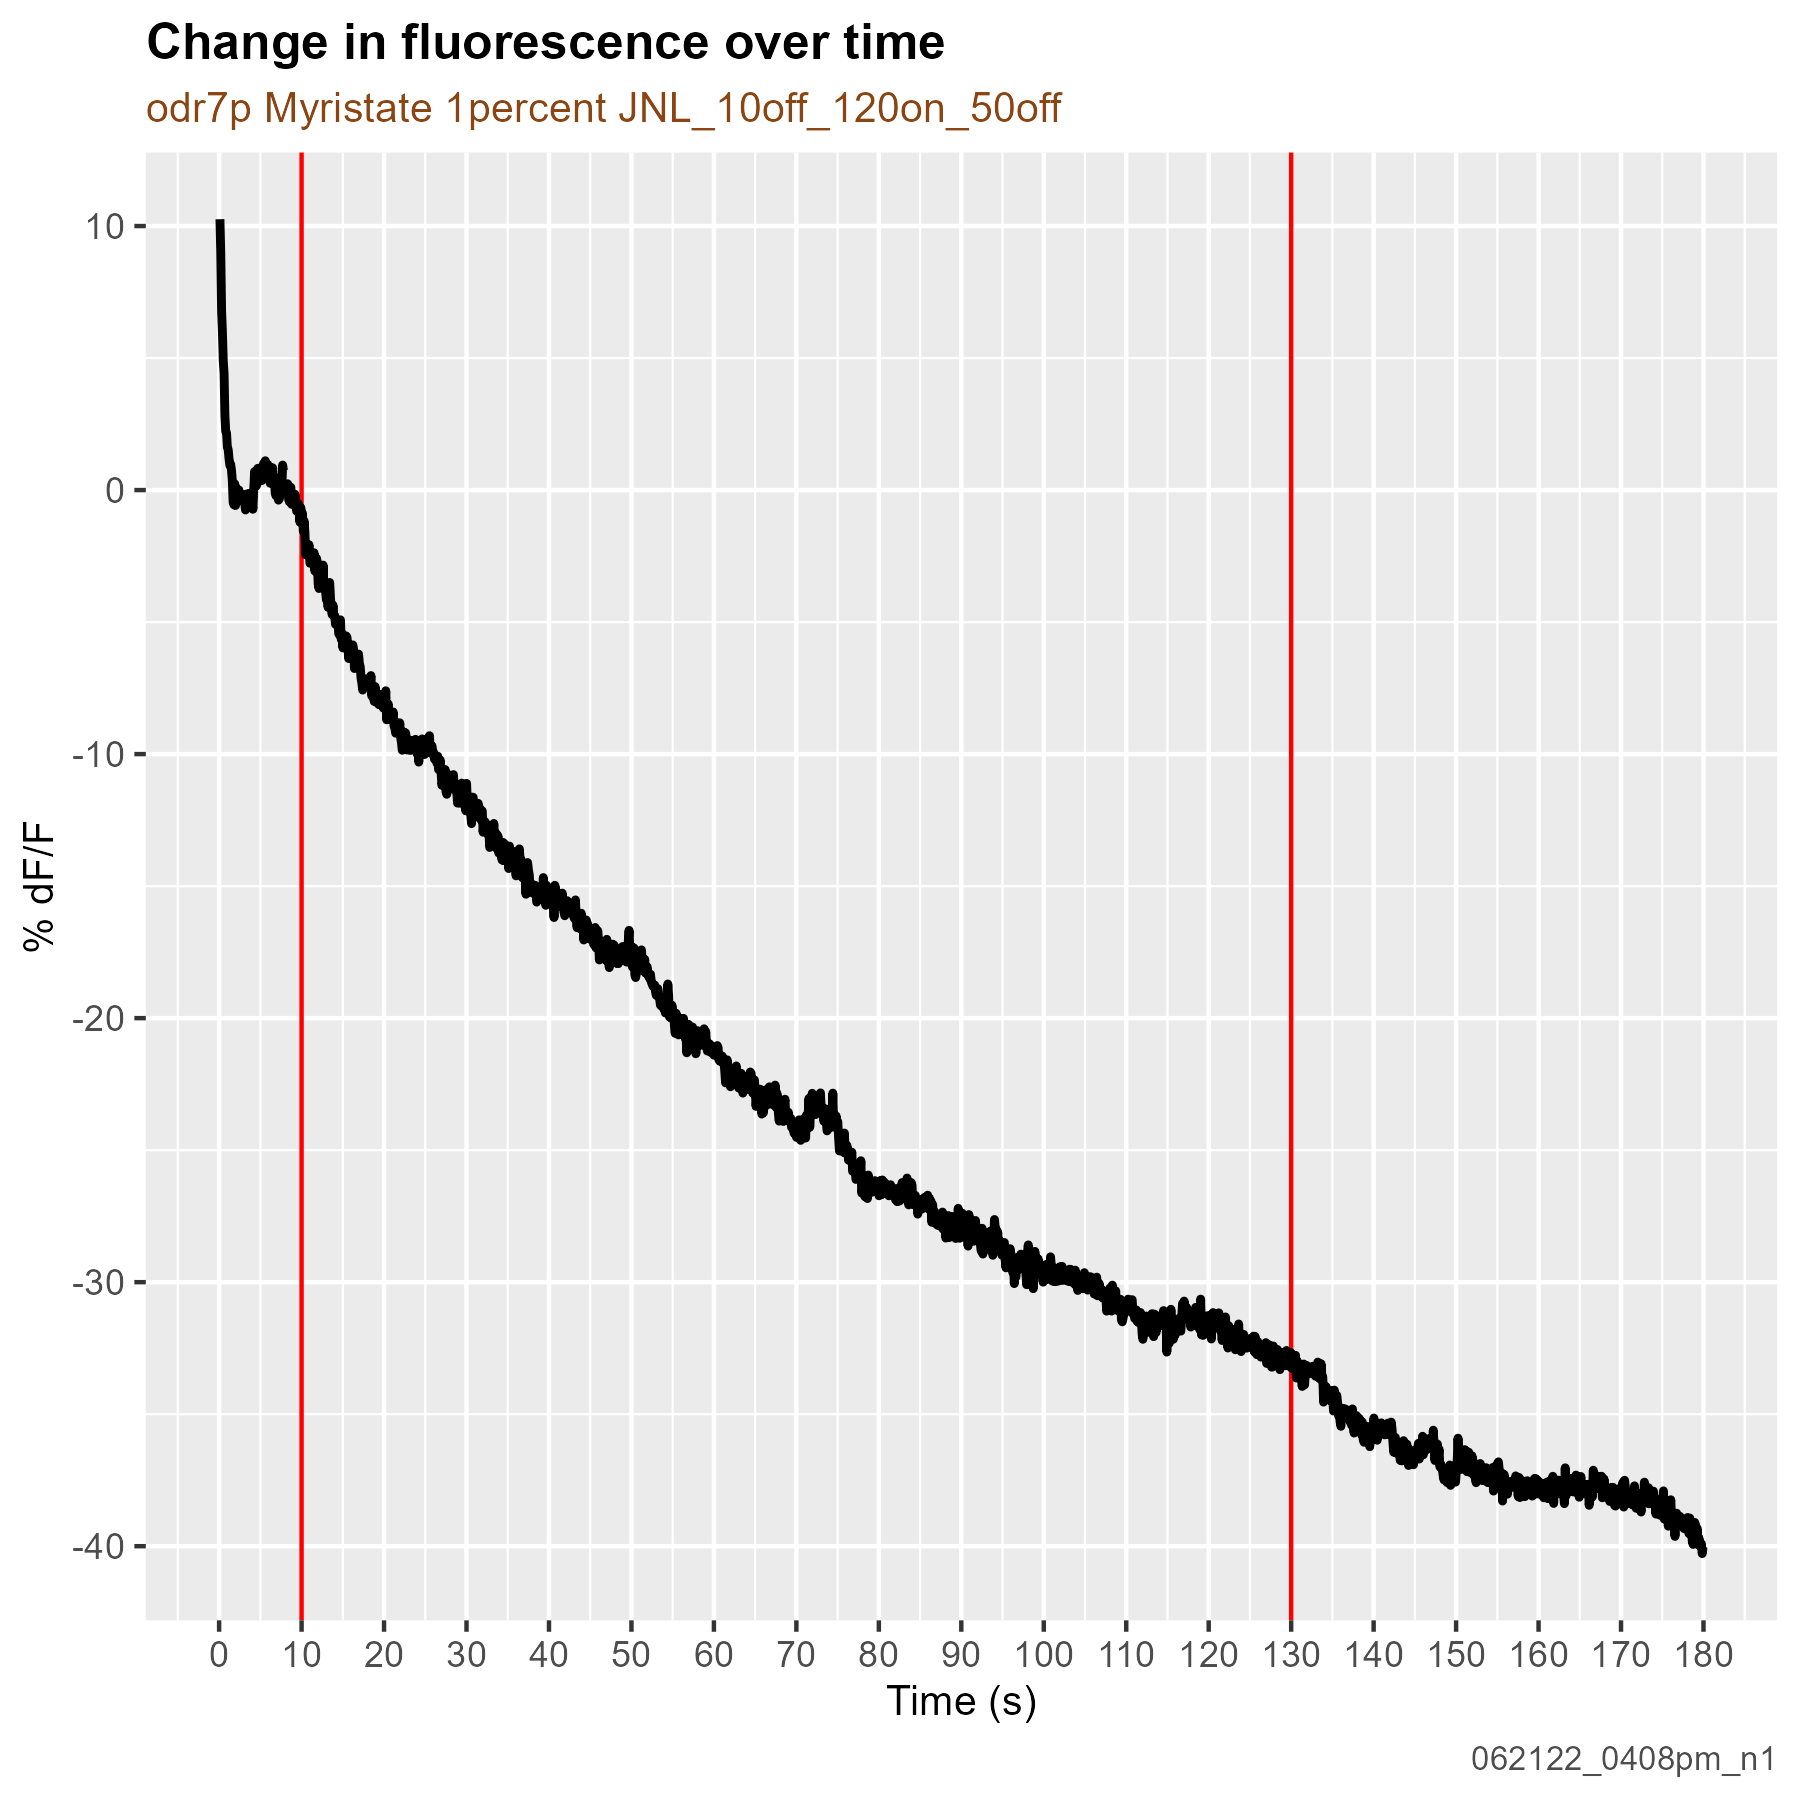 Change in fluorescence over time
odr7p Myristate 1percent JNL_10off_120on_50off
10
0
-10
-20
-30
-40
% dF/F
0 10 20 30 40 50 60 70 80 90 100 110 120 130 140 150 160 170 180
Time (s)
062122_0408pm_n1